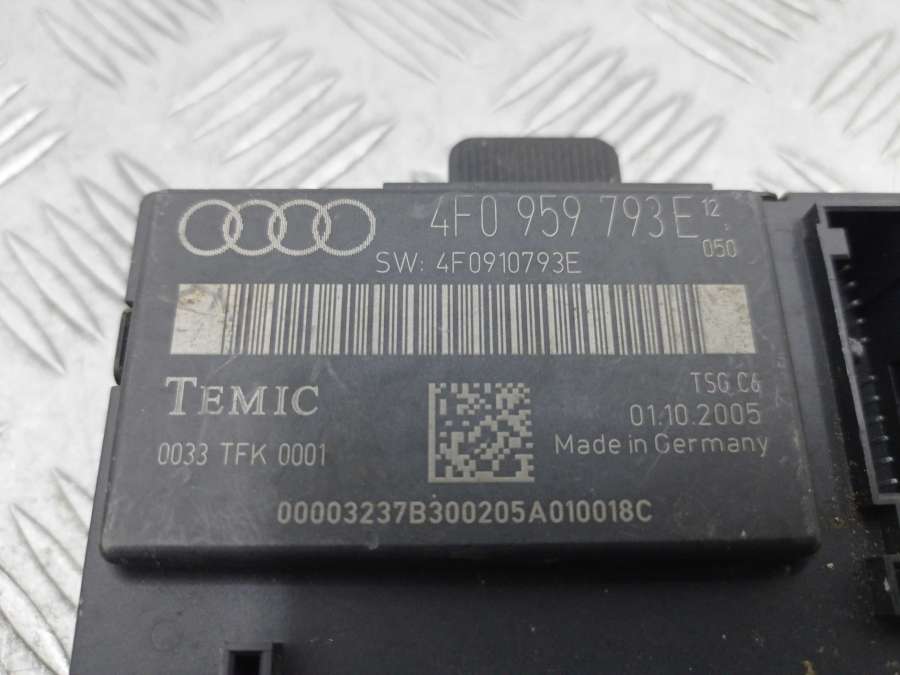 4F0 959 793E 12
050
SW: 4F0910793E
TEMIC
TSG C6
01.10.2005
0033 TFK 0001
Made in Germany
00003237B300205A010018C